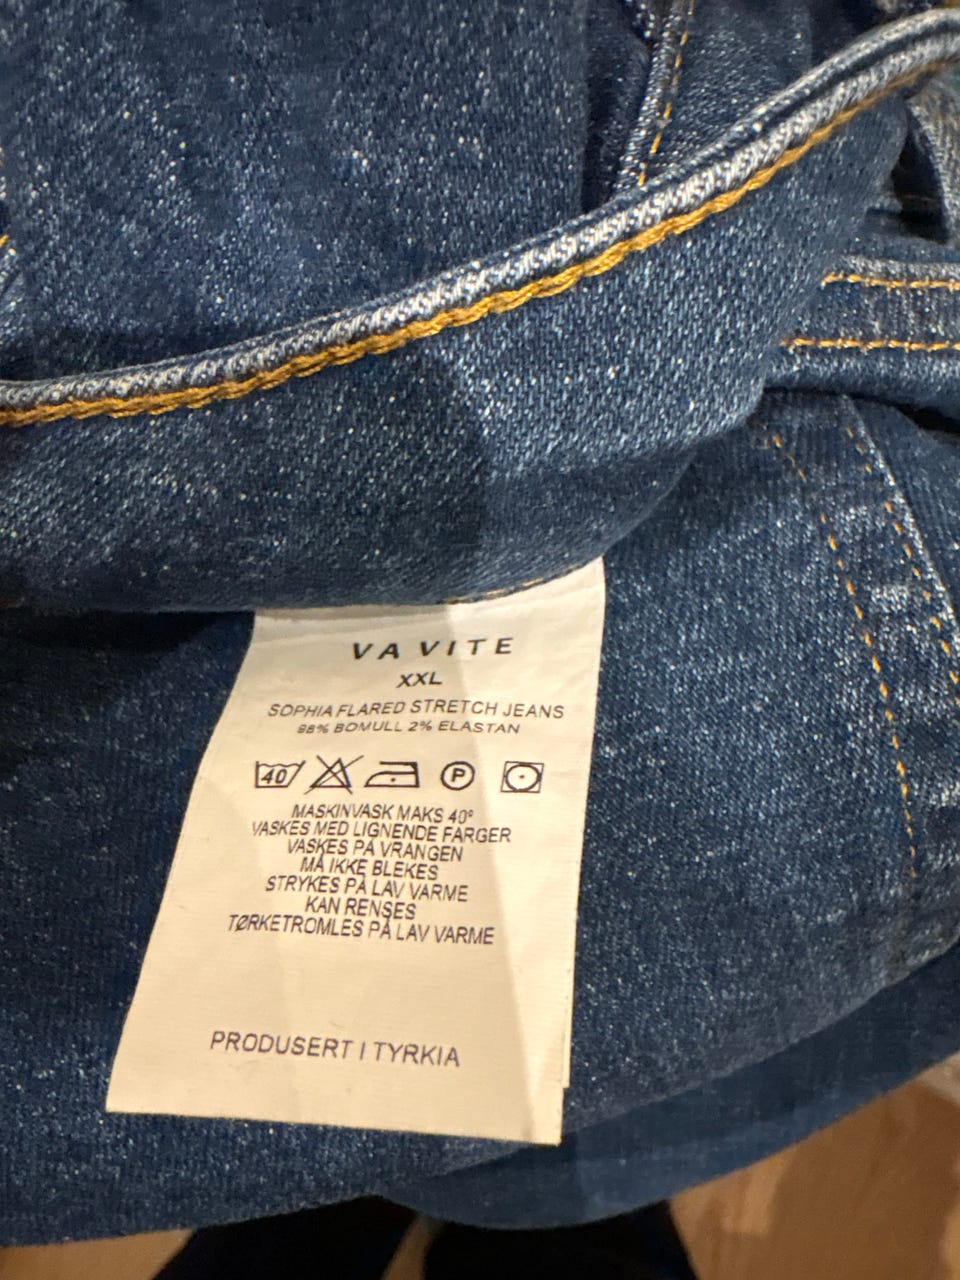 VA VITE
XXL
SOPHIA FLARED STRETCH JEANS
98% BOMULL 2% ELASTAN
40 P
MASKINVASK MAKS 40°
VASKES MED LIGNENDE FARGER
VASKES PÅ VRANGEN
MÅ IKKE BLEKES
STRYKES PÅ LAV VARME
KAN RENSES
TØRKETROMLES PÅ LAV VARME
PRODUSERT I TYRKIA